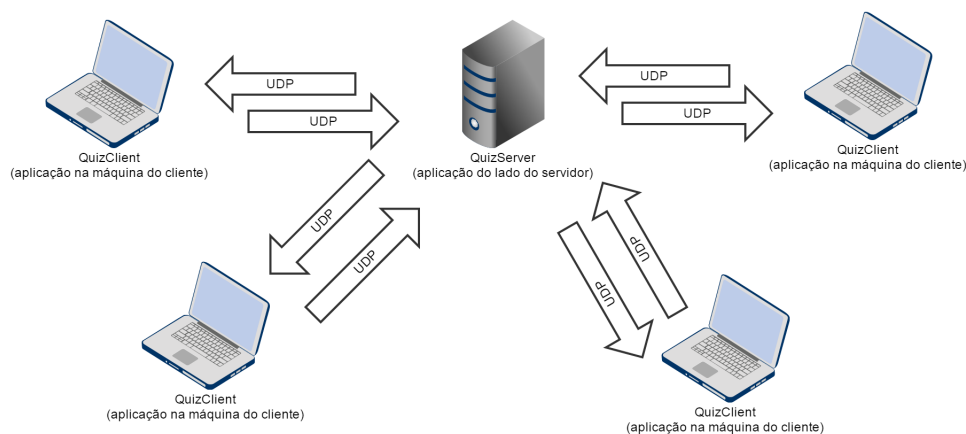 UDP
UDP
UDP
UDP
QuizClient
(aplicação na máquina do cliente)
QuizServer
(aplicação do lado do servidor)
QuizClient
(aplicação na máquina do cliente)
UDP
UDP
UDP
UDP
QuizClient
(aplicação na máquina do cliente)
QuizClient
(aplicação na máquina do cliente)